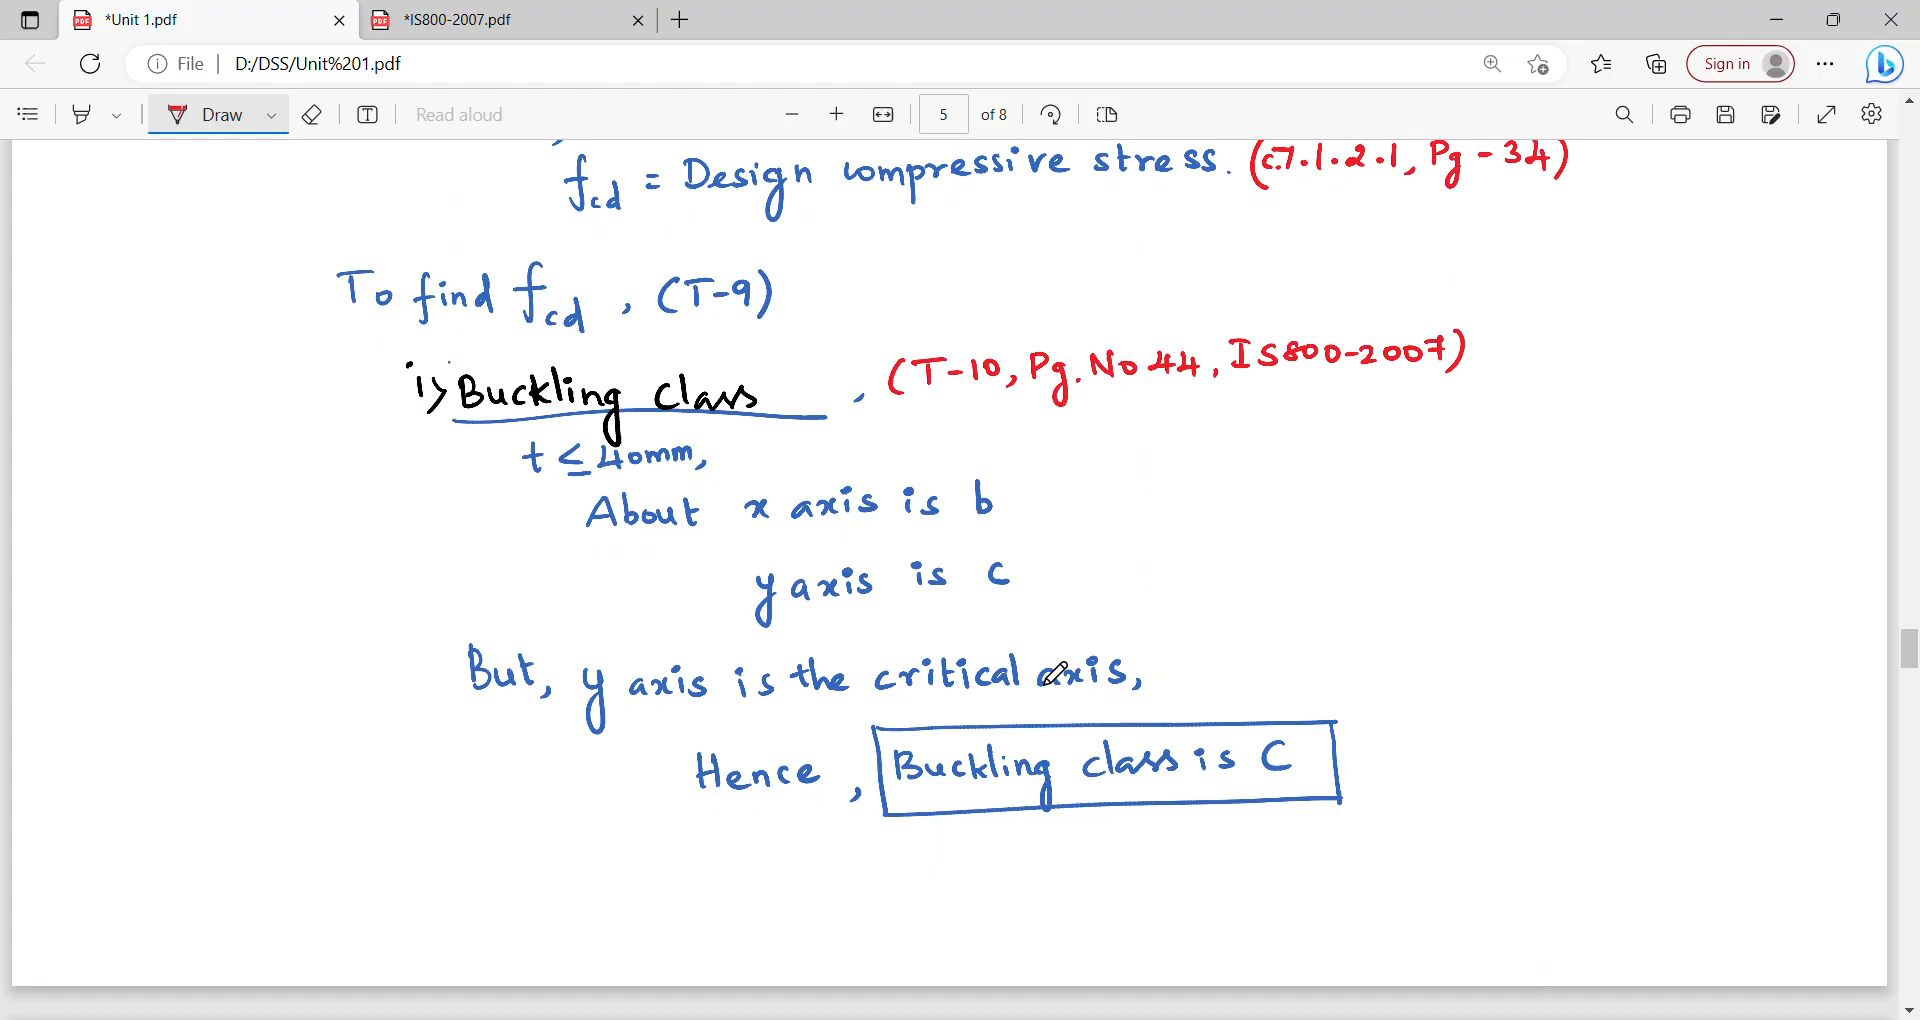 *Unit 1.pdf
*IS800-2007.pdf
File | D:/DSS/Unit%201.pdf
Sign in
Draw
Read aloud
5 of 8
fcd = Design compressive stress. (c.7.1.2.1, Pg-34)
To find fcd, (T-9)
i> Buckling class, (T-10, Pg. No 44, IS800-2007)
t ≤ 40mm,
About x axis is b
y axis is c
But, y axis is the critical axis,
Hence, Buckling class is C